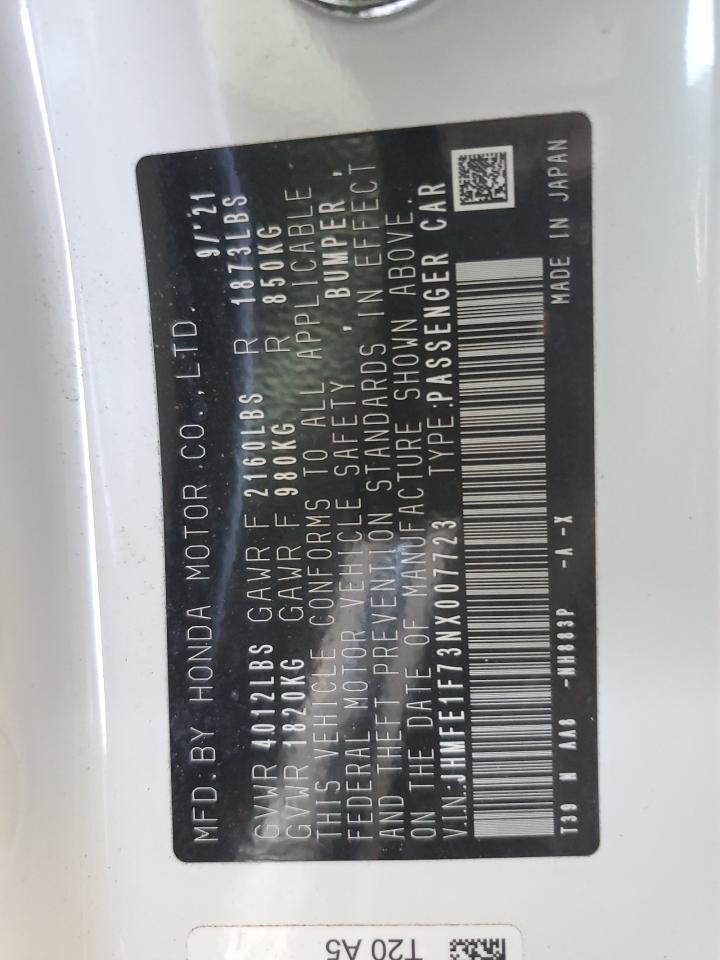 MFD.BY HONDA MOTOR CO.,LTD. 9/'21
GVWR 4012LBS GAWR F 2160LBS R 1873LBS
GVWR 1820KG GAWR F 980KG R 850KG
THIS VEHICLE CONFORMS TO ALL APPLICABLE
FEDERAL MOTOR VEHICLE SAFETY , BUMPER,
AND THEFT PREVENTION STANDARDS IN EFFECT
ON THE DATE OF MANUFACTURE SHOWN ABOVE.
V.I.N.:JHMFE1F73NX007723 TYPE:PASSENGER CAR
T39 N AA8 -NH883P -A-X MADE IN JAPAN
T20 A5